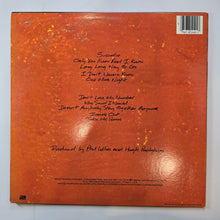 Sussudio
Only You Know And I Know
Long Long Way To Go
I Don't Wanna Know
One More Night
Don't Lose My Number
Who Said I Would
Doesn't Anybody Stay Together Anymore
Inside Out
Take Me Home
Produced by Phil Collins and Hugh Padgham